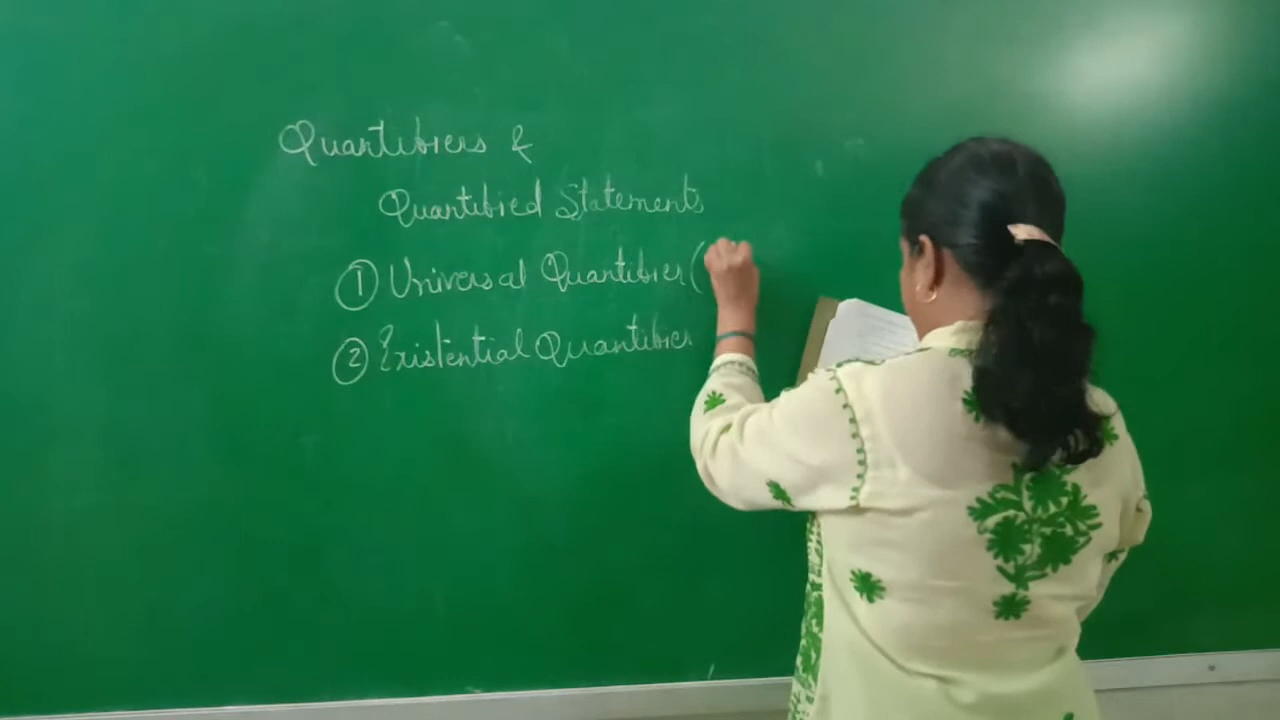 Quantifiers &
Quantified Statements
① Universal Quantifier (
② Existential Quantifier